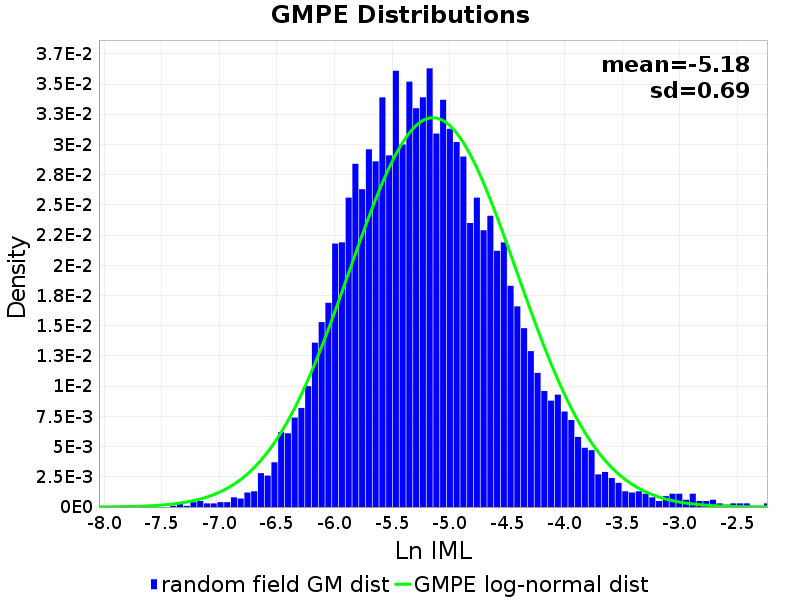 GMPE Distributions
mean=-5.18
sd=0.69
3.7E-2
3.5E-2
3.3E-2
3E-2
2.8E-2
2.5E-2
2.2E-2
2E-2
1.8E-2
1.5E-2
1.3E-2
1E-2
7.5E-3
5E-3
2.5E-3
0E0
Density
-8.0 -7.5 -7.0 -6.5 -6.0 -5.5 -5.0 -4.5 -4.0 -3.5 -3.0 -2.5
Ln IML
random field GM dist GMPE log-normal dist